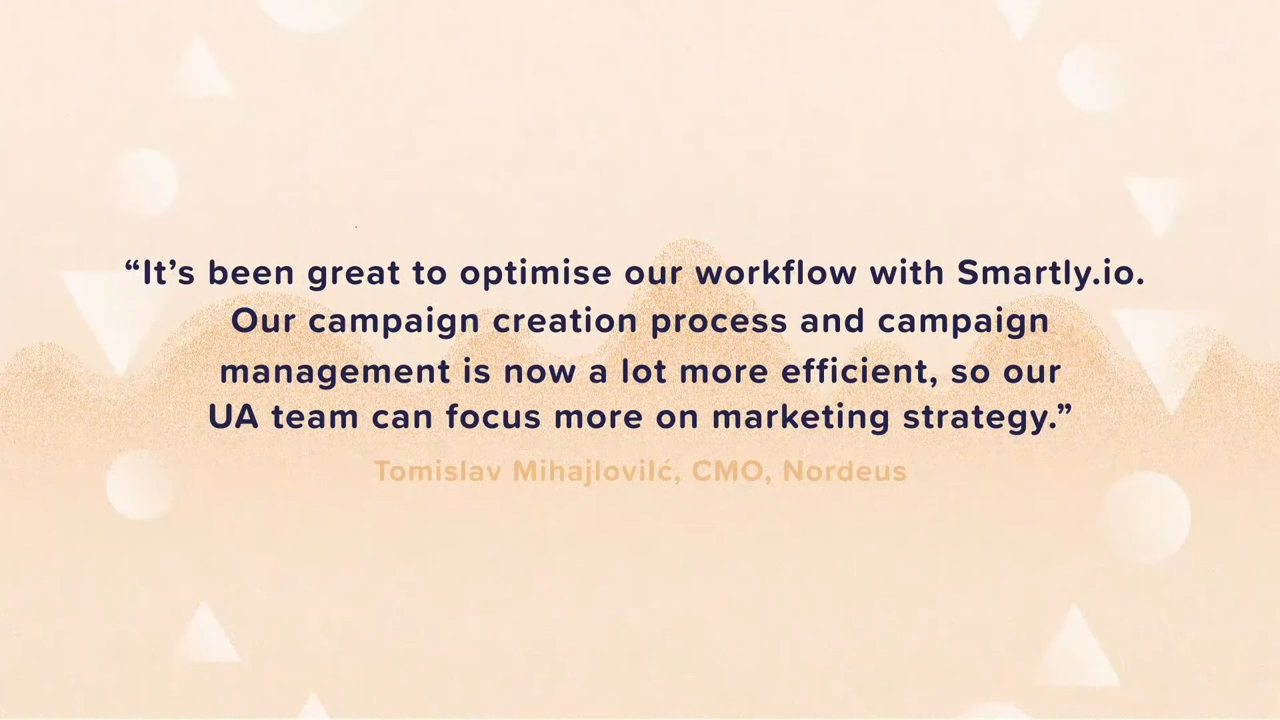 “It’s been great to optimise our workflow with Smartly.io.
Our campaign creation process and campaign
management is now a lot more efficient, so our
UA team can focus more on marketing strategy.”
Tomislav Mihajlovilć, CMO, Nordeus